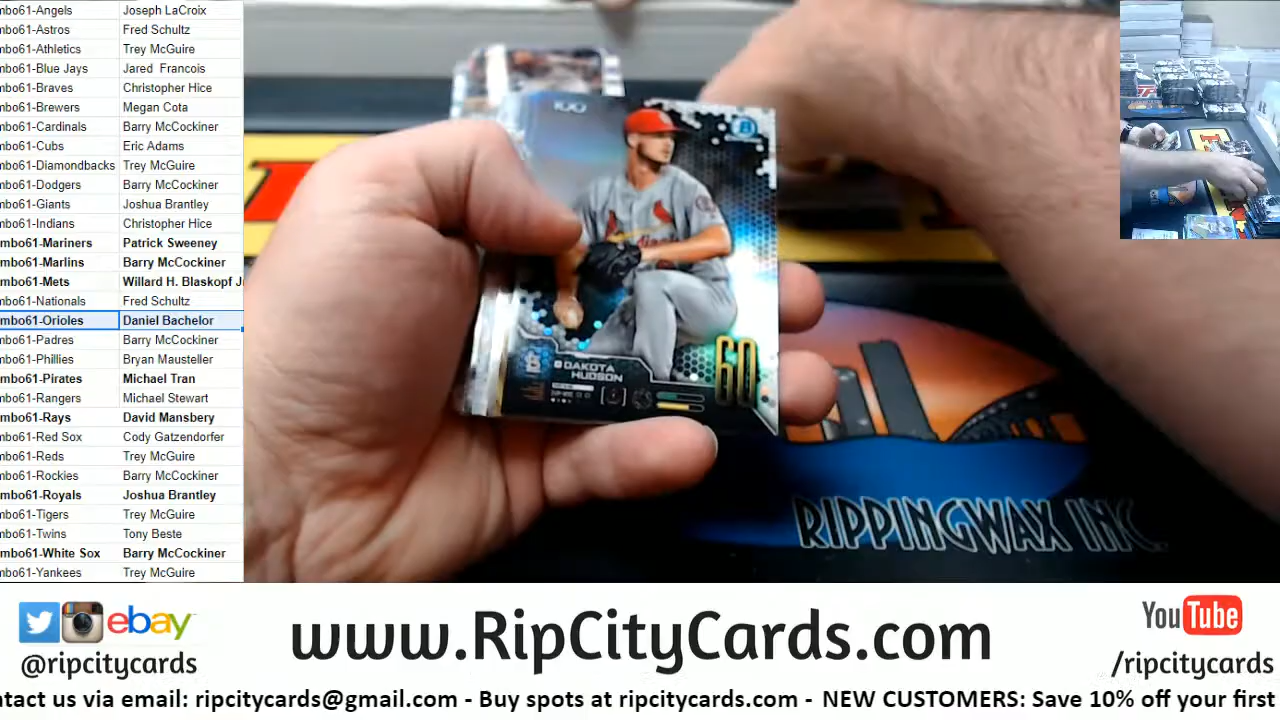 mbo61-Angels Joseph LaCroix
mbo61-Astros Fred Schultz
mbo61-Athletics Trey McGuire
mbo61-Blue Jays Jared Francois
mbo61-Braves Christopher Hice
mbo61-Brewers Megan Cota
mbo61-Cardinals Barry McCockiner
mbo61-Cubs Eric Adams
mbo61-Diamondbacks Trey McGuire
mbo61-Dodgers Barry McCockiner
mbo61-Giants Joshua Brantley
mbo61-Indians Christopher Hice
mbo61-Mariners Patrick Sweeney
mbo61-Marlins Barry McCockiner
mbo61-Mets Willard H. Blaskopf J
mbo61-Nationals Fred Schultz
mbo61-Orioles Daniel Bachelor
mbo61-Padres Barry McCockiner
mbo61-Phillies Bryan Mausteller
mbo61-Pirates Michael Tran
mbo61-Rangers Michael Stewart
mbo61-Rays David Mansbery
mbo61-Red Sox Cody Gatzendorfer
mbo61-Reds Trey McGuire
mbo61-Rockies Barry McCockiner
mbo61-Royals Joshua Brantley
mbo61-Tigers Trey McGuire
mbo61-Twins Tony Beste
mbo61-White Sox Barry McCockiner
mbo61-Yankees Trey McGuire
DAKOTA
HUDSON
60
RIPPINGWAX INC.
ebay
@ripcitycards
www.RipCityCards.com
YouTube
/ripcitycards
ntact us via email: ripcitycards@gmail.com - Buy spots at ripcitycards.com - NEW CUSTOMERS: Save 10% off your first